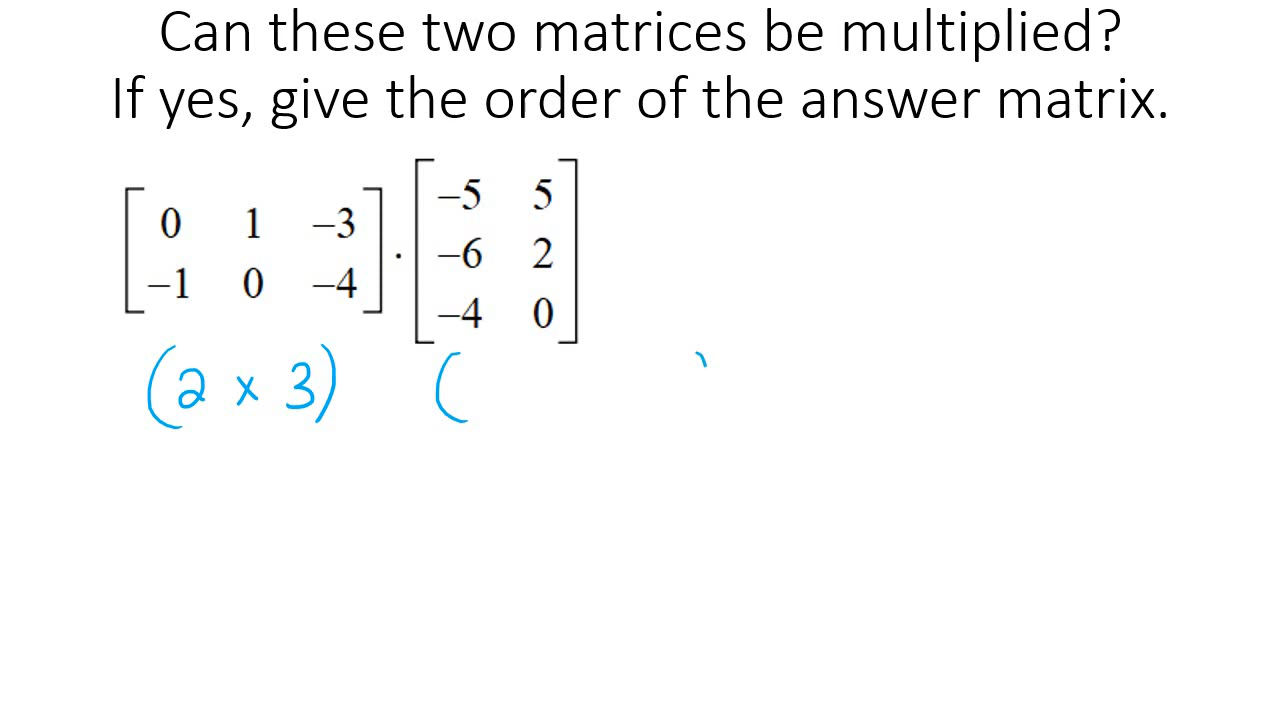 Can these two matrices be multiplied?
If yes, give the order of the answer matrix.
[ 0 1 −3 ] · [ −5 5 ]
[ −1 0 −4 ] [ −6 2 ]
[ −4 0 ]
(2 × 3) ( )